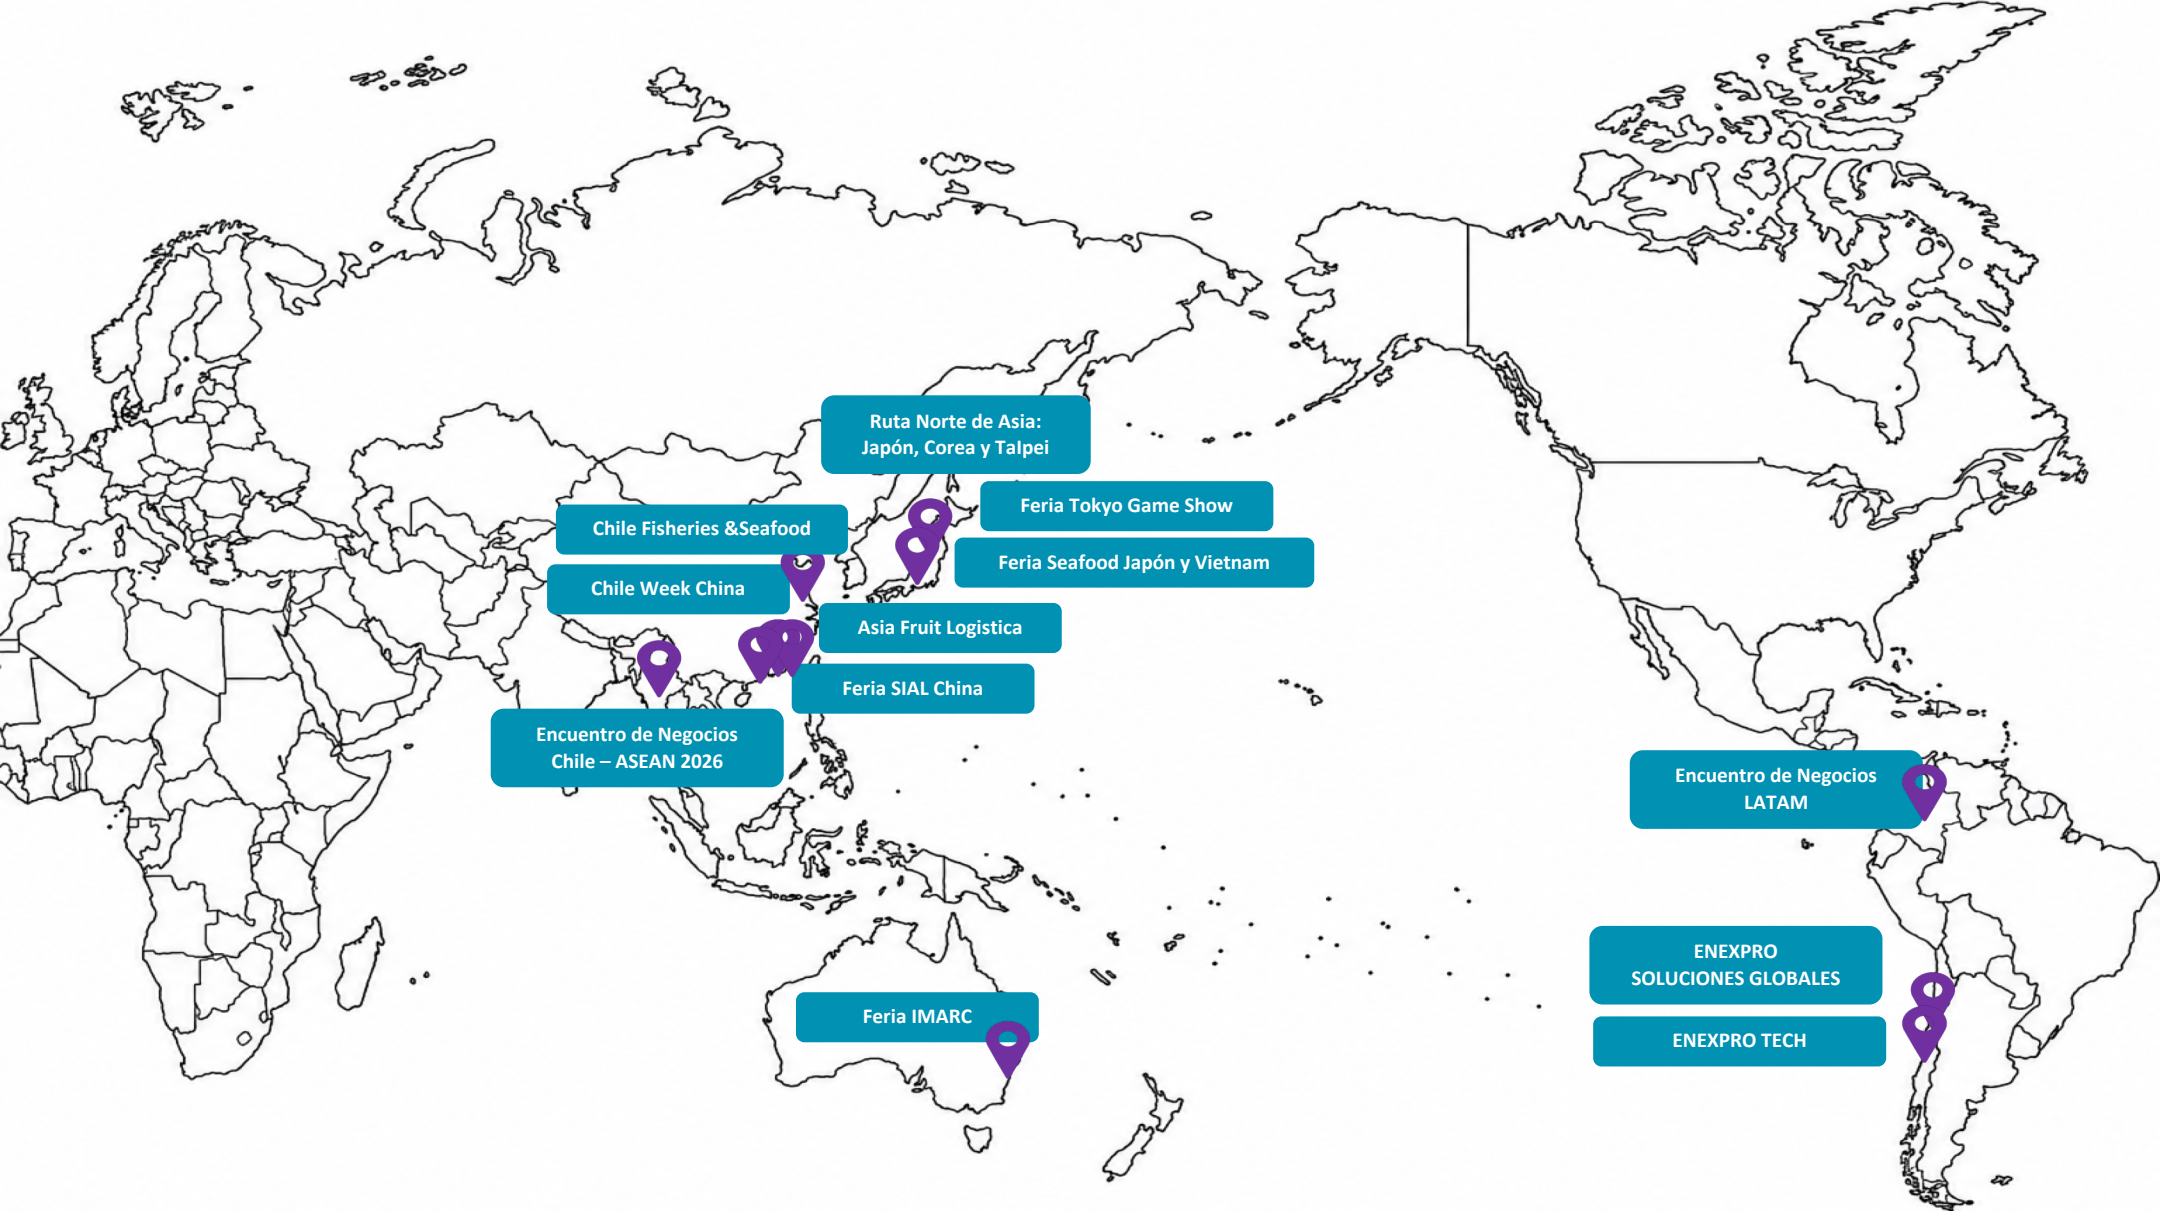 Ruta Norte de Asia:
Japón, Corea y TaIpei
Feria Tokyo Game Show
Chile Fisheries &Seafood
Feria Seafood Japón y Vietnam
Chile Week China
Asia Fruit Logistica
Feria SIAL China
Encuentro de Negocios
Chile – ASEAN 2026
Encuentro de Negocios
LATAM
ENEXPRO
SOLUCIONES GLOBALES
Feria IMARC
ENEXPRO TECH